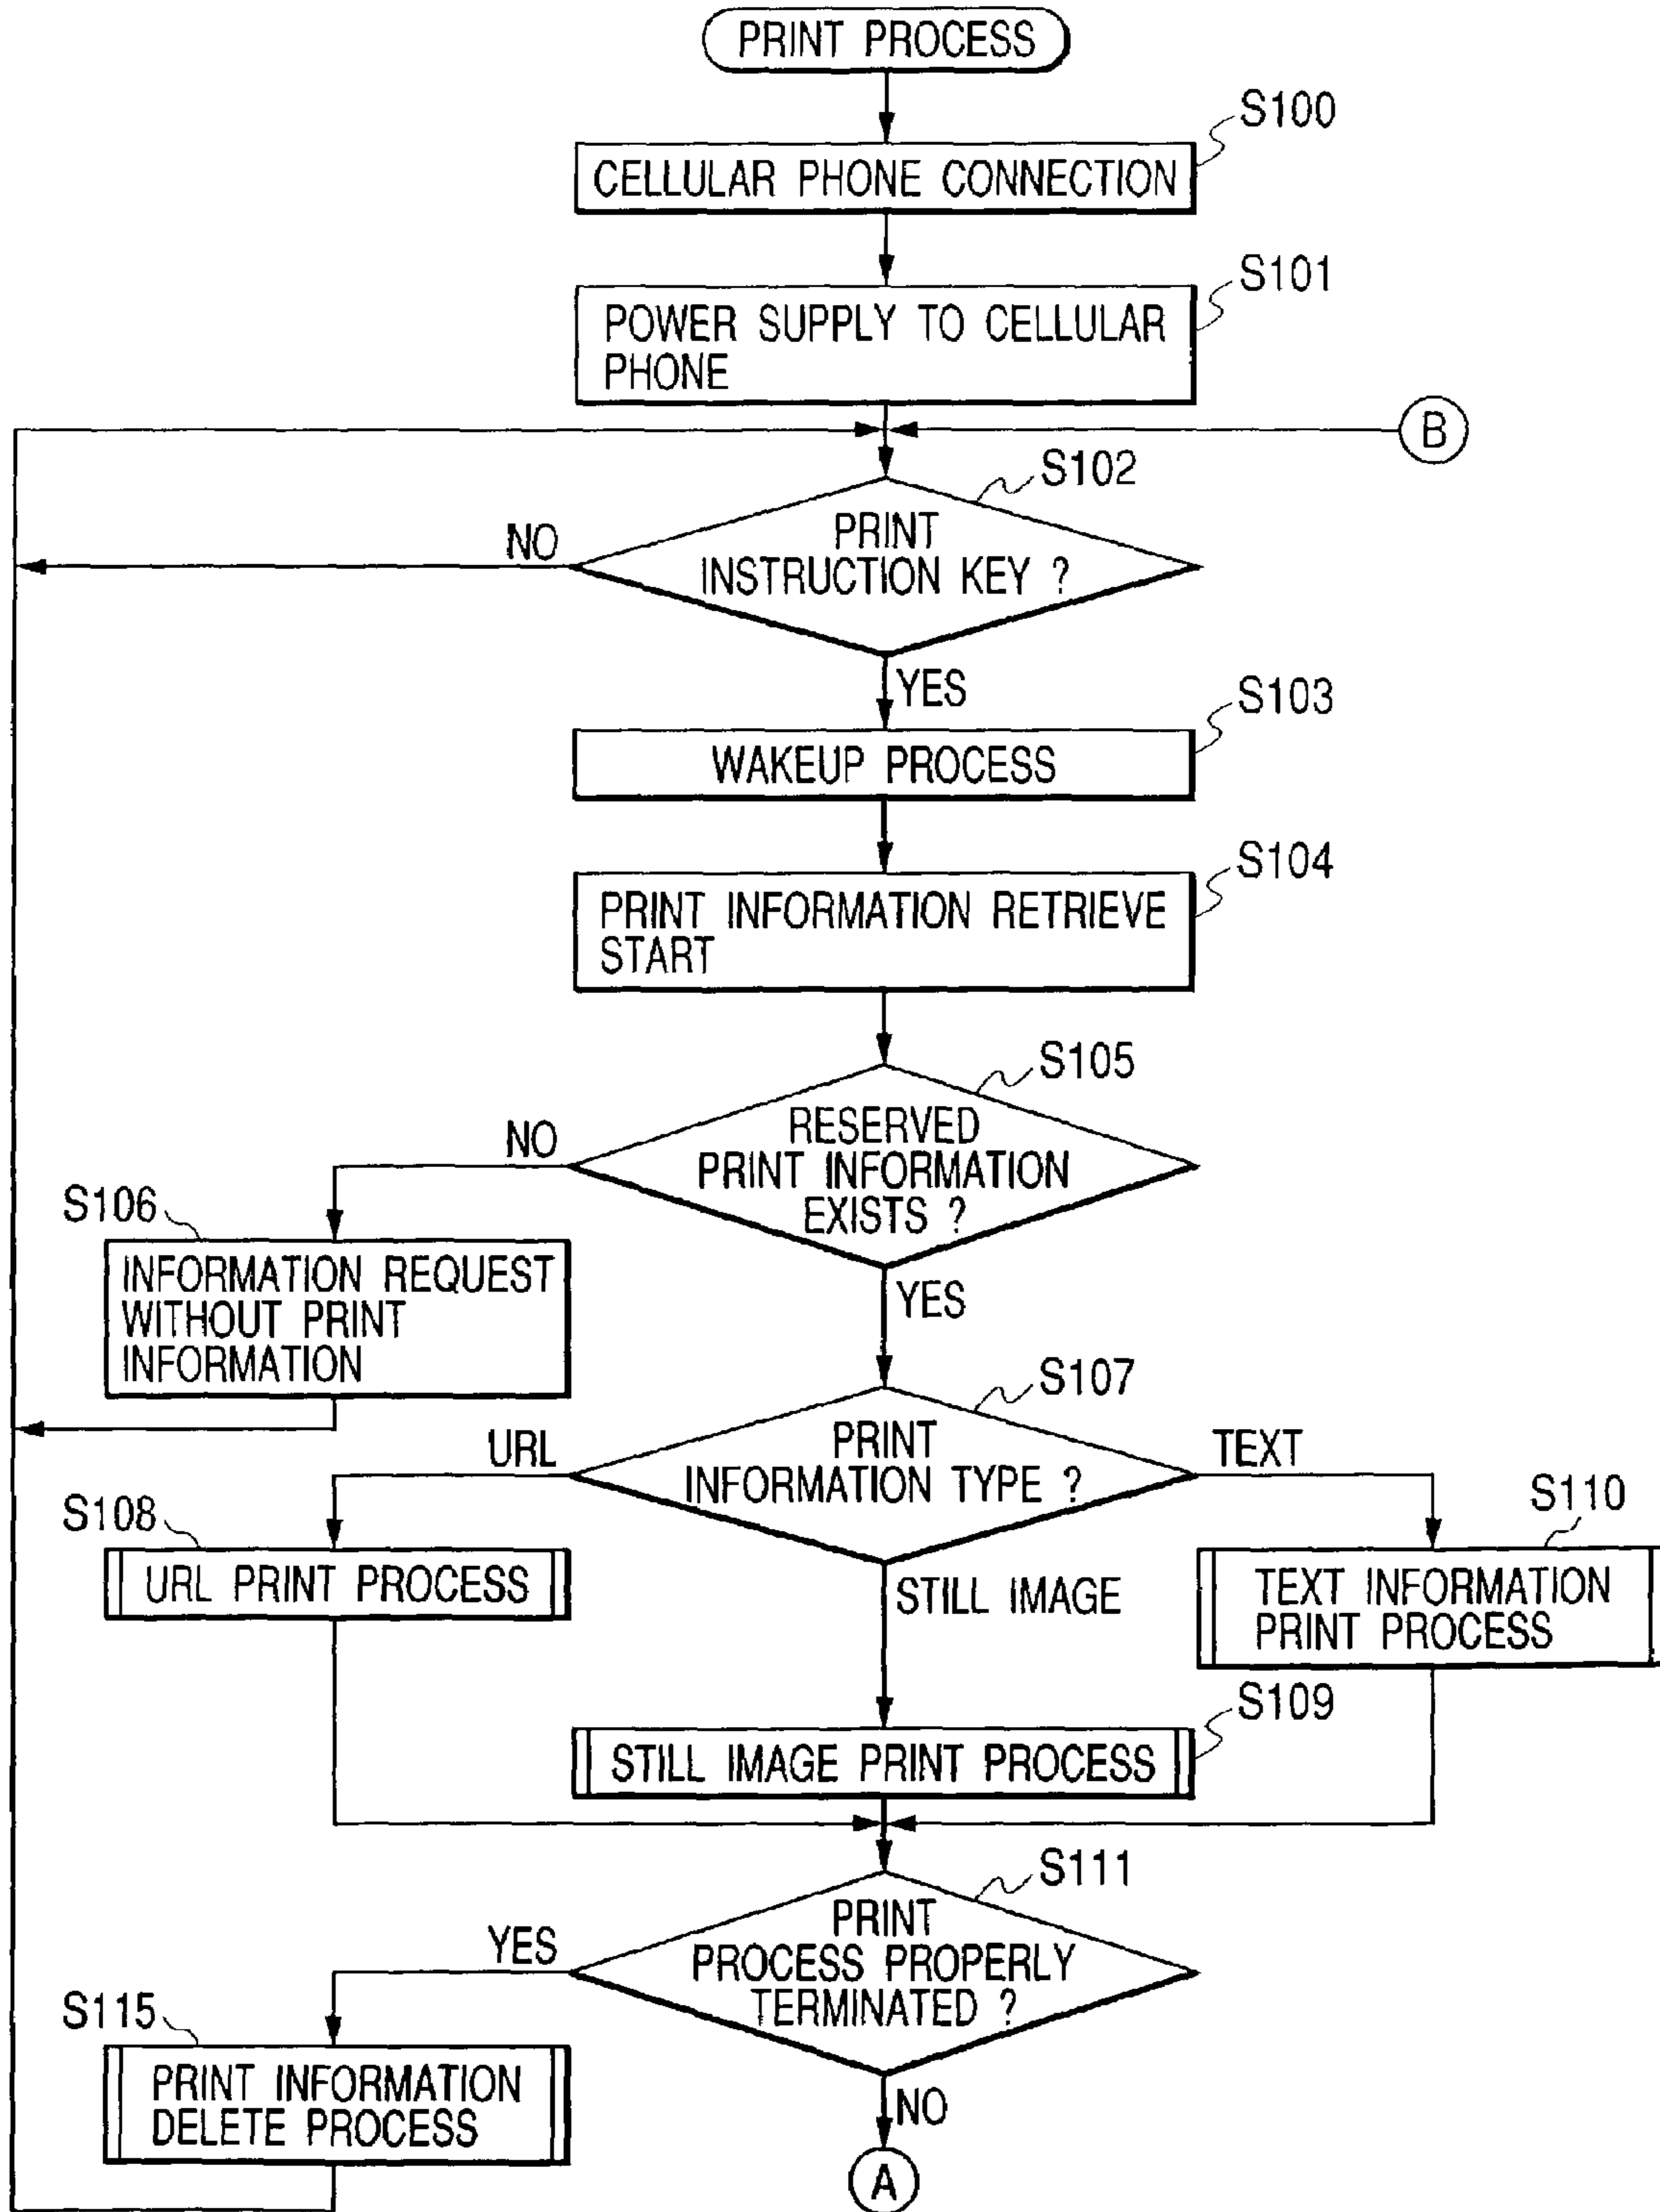 PRINT PROCESS
S100
CELLULAR PHONE CONNECTION
S101
POWER SUPPLY TO CELLULAR
PHONE
B
S102
PRINT
INSTRUCTION KEY ?
NO
YES
S103
WAKEUP PROCESS
S104
PRINT INFORMATION RETRIEVE
START
S105
RESERVED
PRINT INFORMATION
EXISTS ?
NO
YES
S106
INFORMATION REQUEST
WITHOUT PRINT
INFORMATION
S107
PRINT
INFORMATION TYPE ?
URL
TEXT
STILL IMAGE
S108
URL PRINT PROCESS
S110
TEXT INFORMATION
PRINT PROCESS
S109
STILL IMAGE PRINT PROCESS
S111
PRINT
PROCESS PROPERLY
TERMINATED ?
YES
NO
S115
PRINT INFORMATION
DELETE PROCESS
A